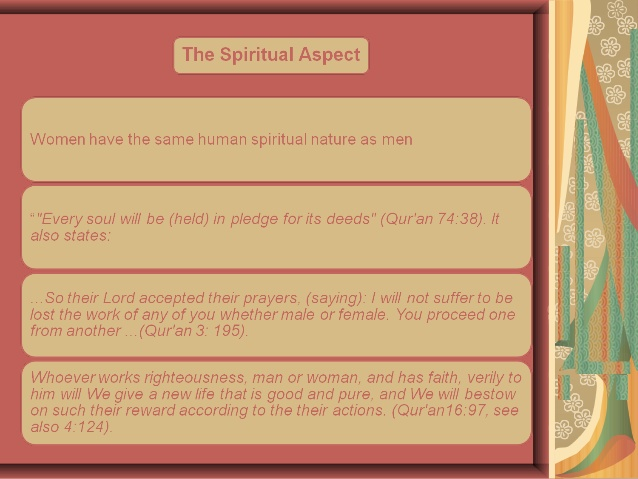 The Spiritual Aspect
Women have the same human spiritual nature as men
“"Every soul will be (held) in pledge for its deeds" (Qur'an 74:38). It
also states:
…So their Lord accepted their prayers, (saying): I will not suffer to be
lost the work of any of you whether male or female. You proceed one
from another ...(Qur'an 3: 195).
Whoever works righteousness, man or woman, and has faith, verily to
him will We give a new life that is good and pure, and We will bestow
on such their reward according to the their actions. (Qur'an16:97, see
also 4:124).